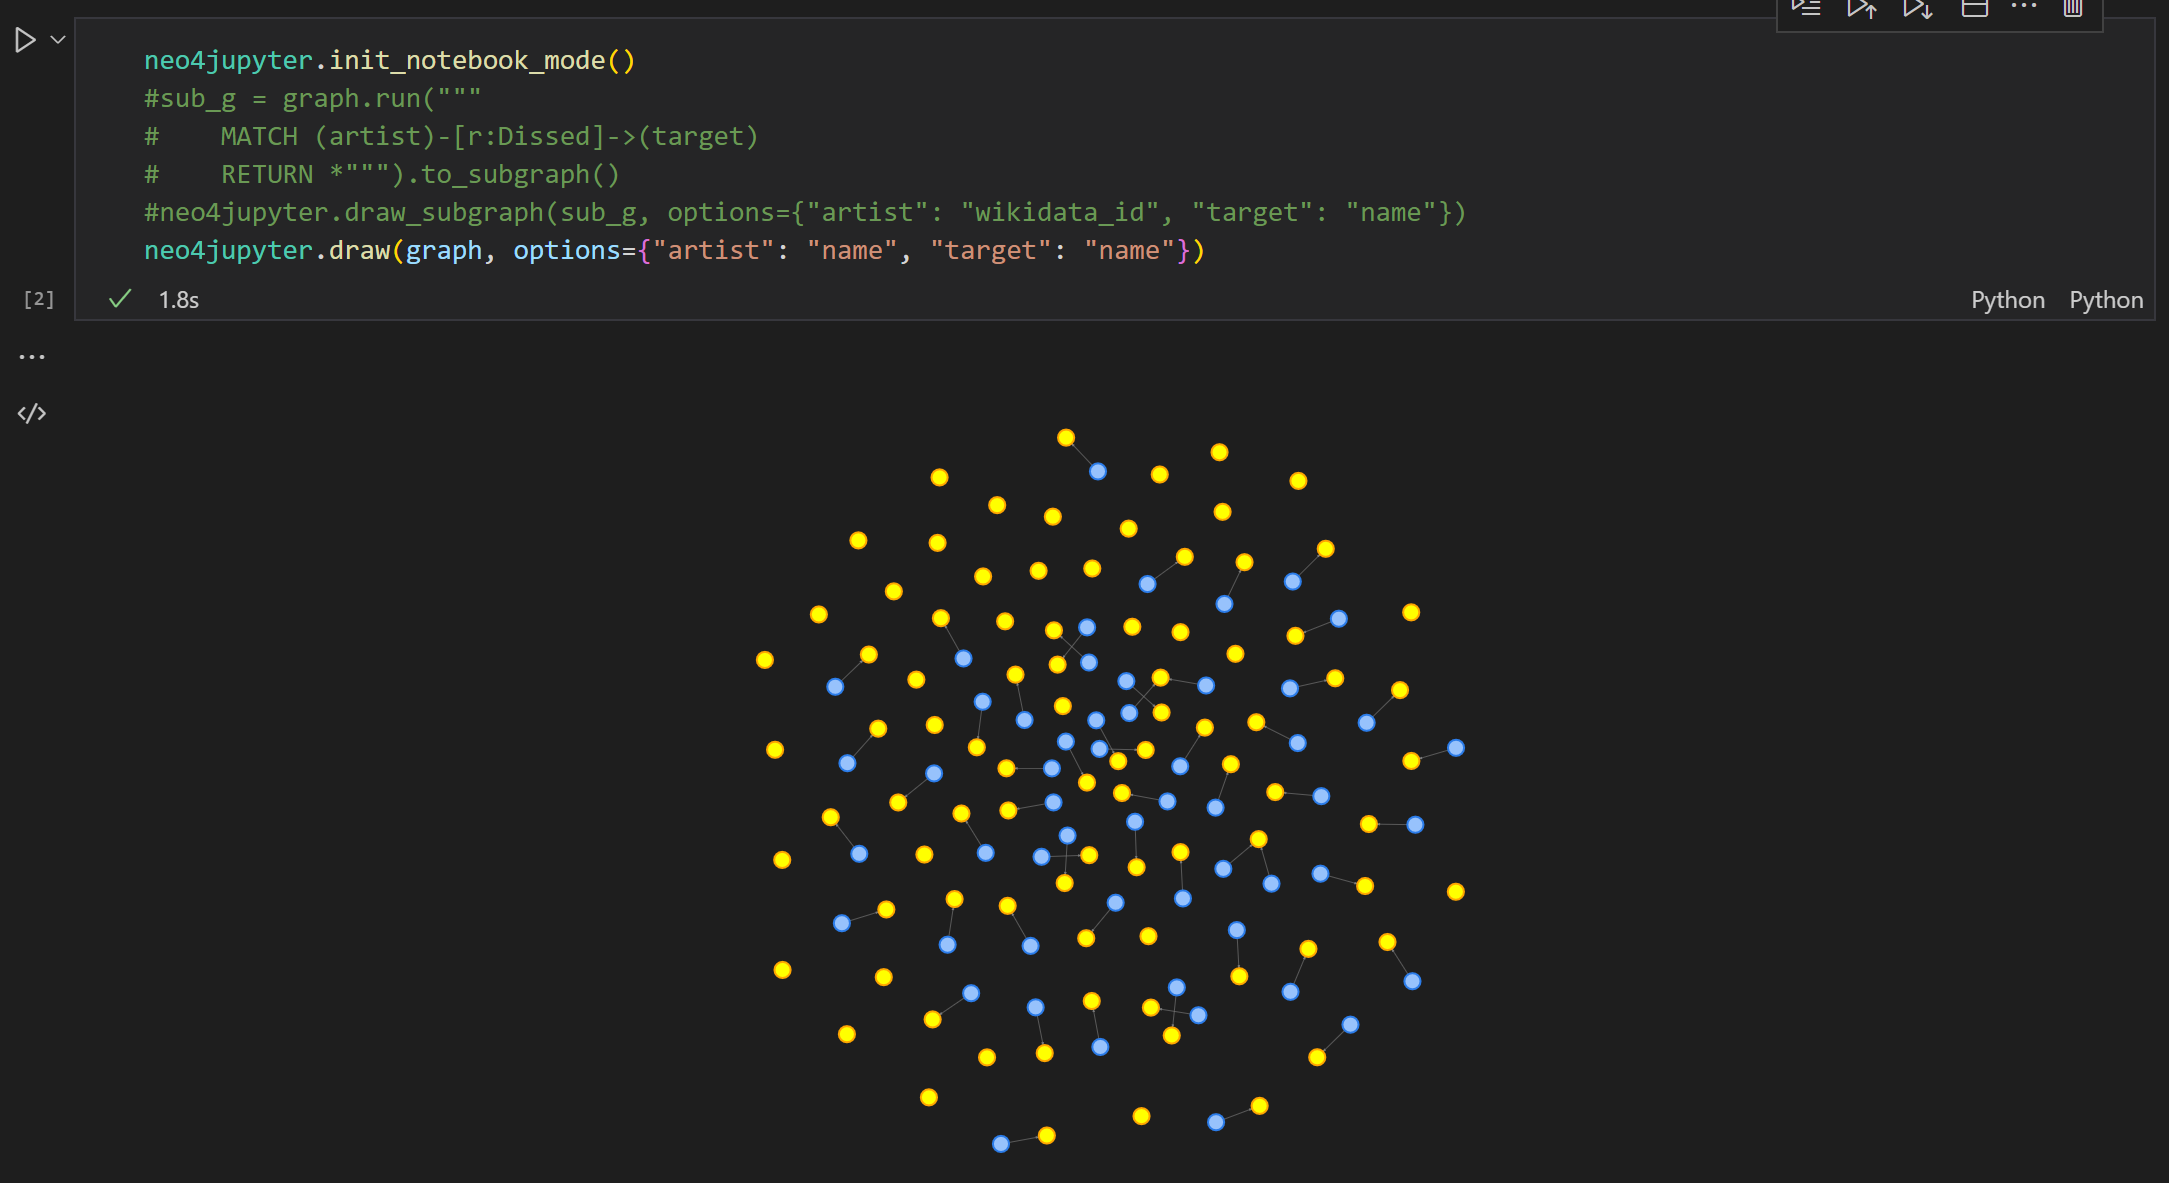 neo4jupyter.init_notebook_mode()
#sub_g = graph.run("""
#    MATCH (artist)-[r:Dissed]->(target)
#    RETURN *""").to_subgraph()
#neo4jupyter.draw_subgraph(sub_g, options={"artist": "wikidata_id", "target": "name"})
neo4jupyter.draw(graph, options={"artist": "name", "target": "name"})
[2] 1.8s Python Python